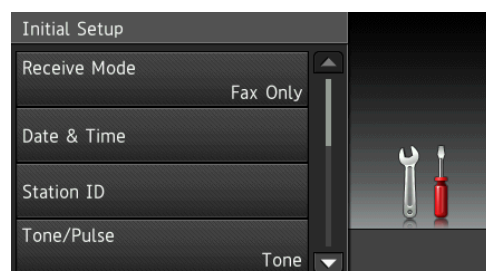 Initial Setup
Receive Mode
Fax Only
Date & Time
Station ID
Tone/Pulse
Tone